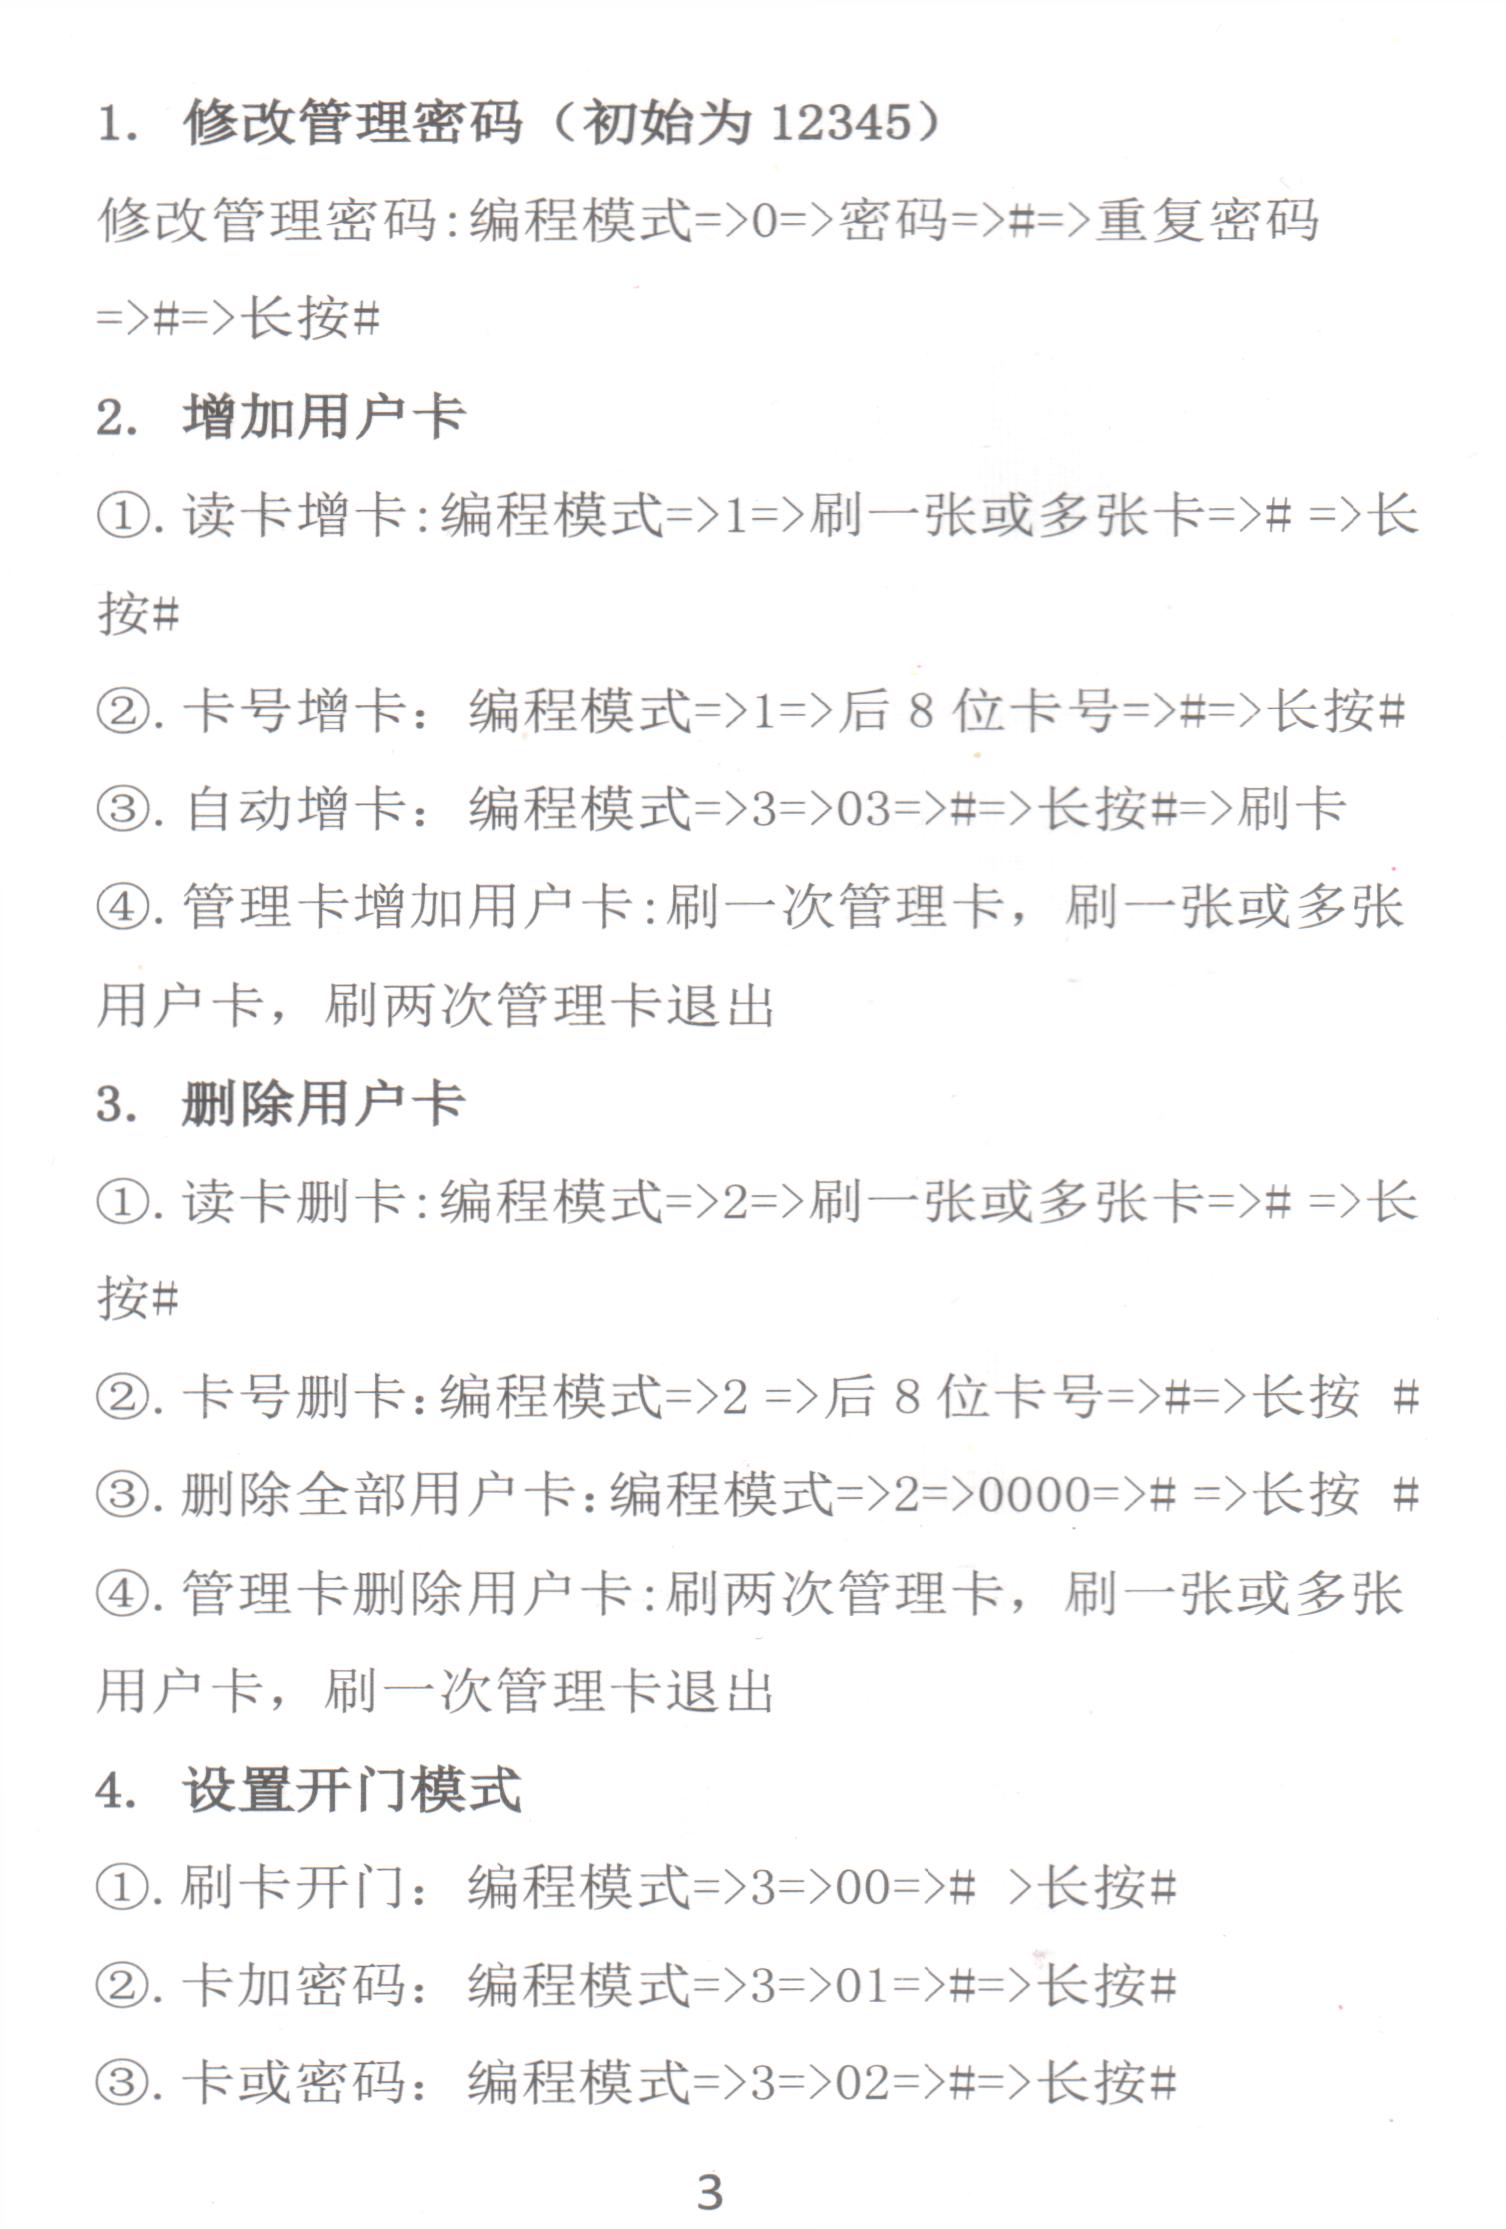 1. 修改管理密码（初始为 12345）
修改管理密码:编程模式=>0=>密码=>#=>重复密码
=>#=>长按#
2. 增加用户卡
①. 读卡增卡:编程模式=>1=>刷一张或多张卡=># =>长
按#
②. 卡号增卡：编程模式=>1=>后 8 位卡号=>#=>长按#
③. 自动增卡：编程模式=>3=>03=>#=>长按#=>刷卡
④. 管理卡增加用户卡:刷一次管理卡，刷一张或多张
用户卡，刷两次管理卡退出
3. 删除用户卡
①. 读卡删卡:编程模式=>2=>刷一张或多张卡=># =>长
按#
②. 卡号删卡:编程模式=>2 =>后 8 位卡号=>#=>长按 #
③. 删除全部用户卡:编程模式=>2=>0000=># =>长按 #
④. 管理卡删除用户卡:刷两次管理卡，刷一张或多张
用户卡，刷一次管理卡退出
4. 设置开门模式
①. 刷卡开门：编程模式=>3=>00=># >长按#
②. 卡加密码：编程模式=>3=>01=>#=>长按#
③. 卡或密码：编程模式=>3=>02=>#=>长按#
3